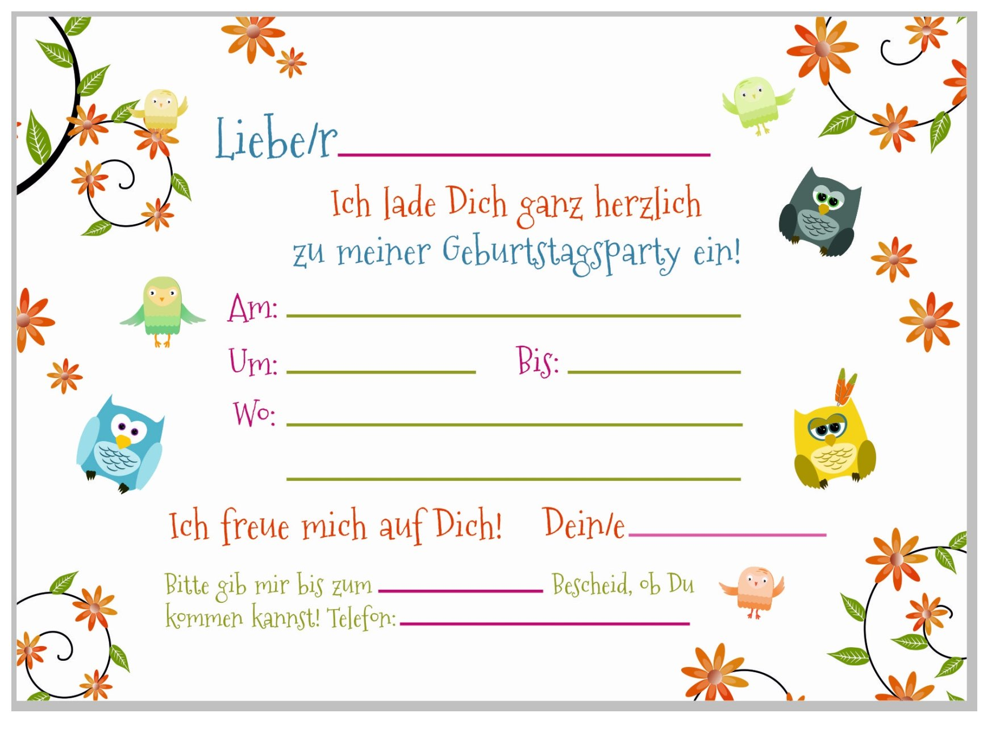 Liebe/r
Ich lade Dich ganz herzlich
zu meiner Geburtstagsparty ein!
Am:
Um: Bis:
Wo:
Ich freue mich auf Dich! Dein/e
Bitte gib mir bis zum Bescheid, ob Du
kommen kannst! Telefon: